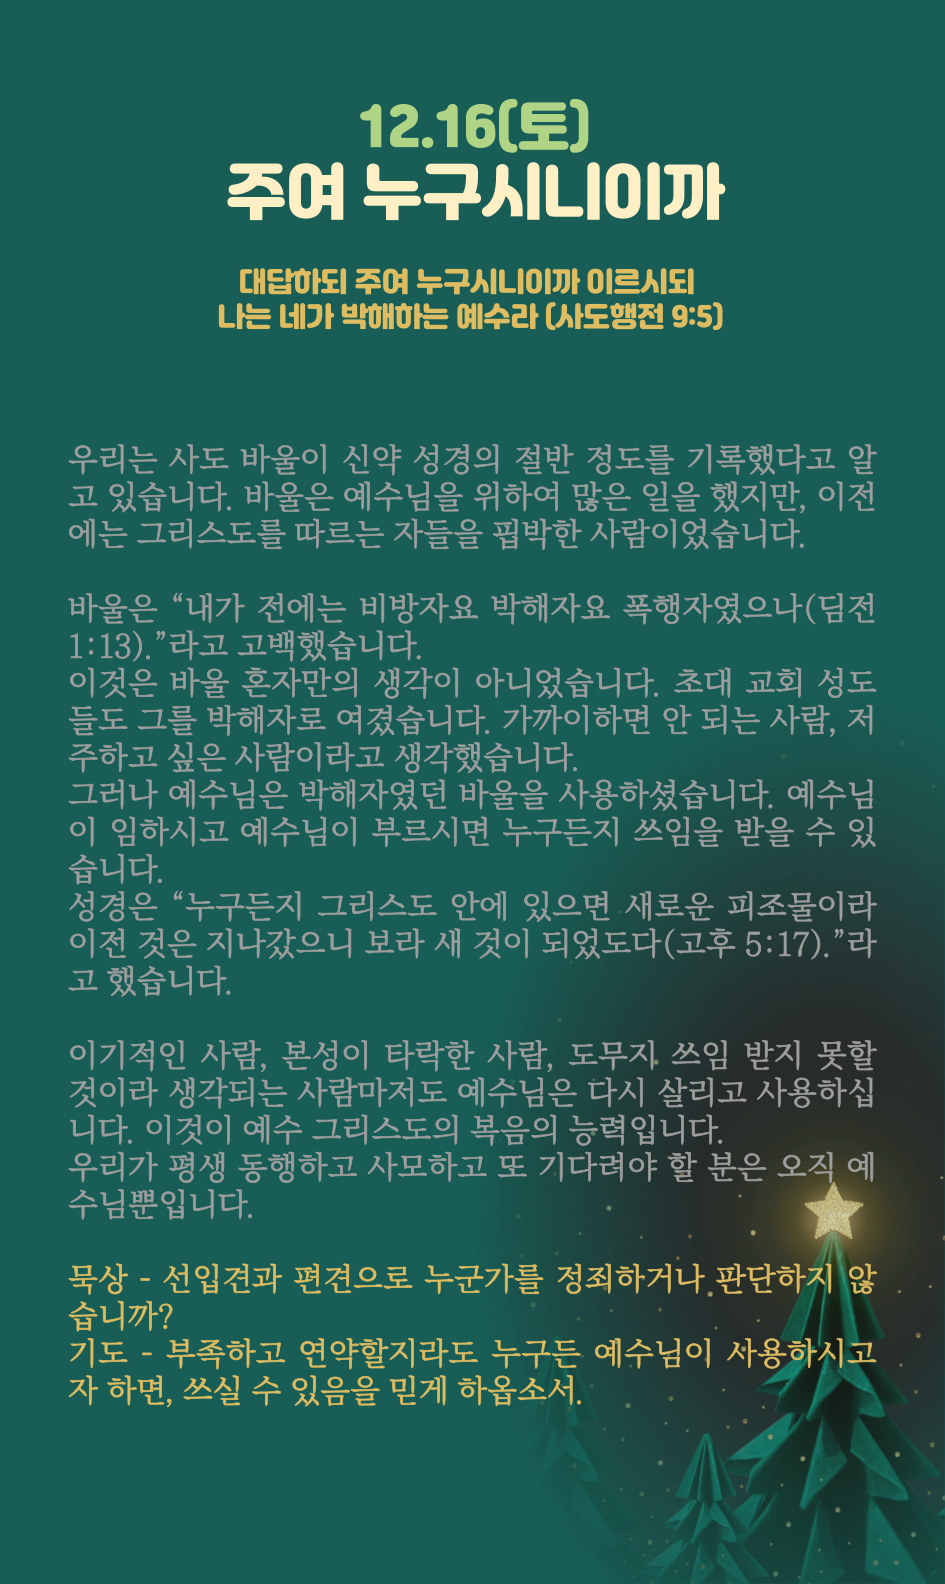 12.16(토)
주여 누구시니이까
대답하되 주여 누구시니이까 이르시되
나는 네가 박해하는 예수라 (사도행전 9:5)
우리는 사도 바울이 신약 성경의 절반 정도를 기록했다고 알
고 있습니다. 바울은 예수님을 위하여 많은 일을 했지만, 이전
에는 그리스도를 따르는 자들을 핍박한 사람이었습니다.
바울은 “내가 전에는 비방자요 박해자요 폭행자였으나(딤전
1:13).”라고 고백했습니다.
이것은 바울 혼자만의 생각이 아니었습니다. 초대 교회 성도
들도 그를 박해자로 여겼습니다. 가까이하면 안 되는 사람, 저
주하고 싶은 사람이라고 생각했습니다.
그러나 예수님은 박해자였던 바울을 사용하셨습니다. 예수님
이 임하시고 예수님이 부르시면 누구든지 쓰임을 받을 수 있
습니다.
성경은 “누구든지 그리스도 안에 있으면 새로운 피조물이라
이전 것은 지나갔으니 보라 새 것이 되었도다(고후 5:17).”라
고 했습니다.
이기적인 사람, 본성이 타락한 사람, 도무지 쓰임 받지 못할
것이라 생각되는 사람마저도 예수님은 다시 살리고 사용하십
니다. 이것이 예수 그리스도의 복음의 능력입니다.
우리가 평생 동행하고 사모하고 또 기다려야 할 분은 오직 예
수님뿐입니다.
묵상 - 선입견과 편견으로 누군가를 정죄하거나 판단하지 않
습니까?
기도 - 부족하고 연약할지라도 누구든 예수님이 사용하시고
자 하면, 쓰실 수 있음을 믿게 하옵소서.